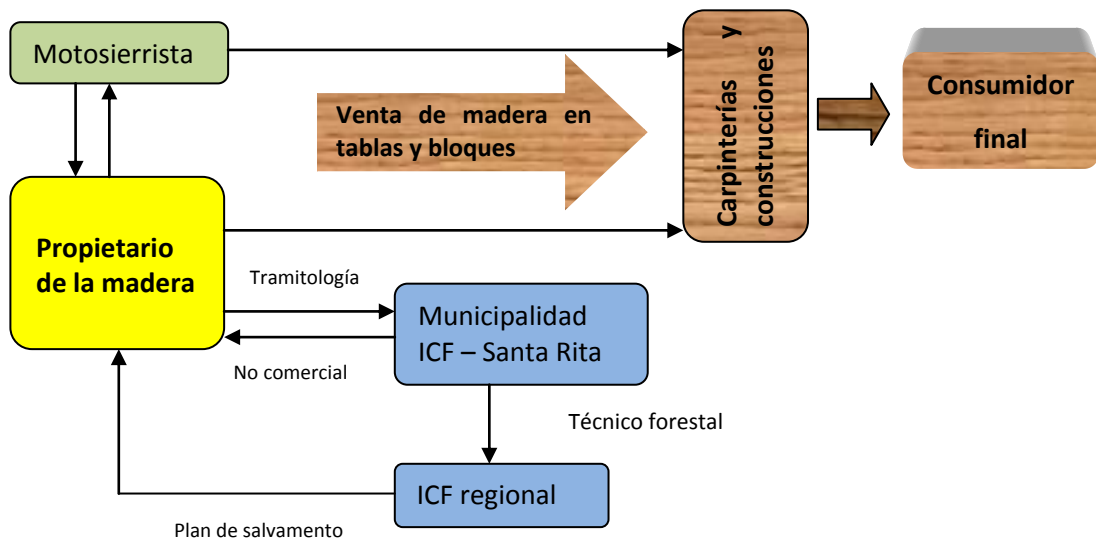 Motosierrista
Venta de madera en
tablas y bloques
Carpinterías y
construcciones
Consumidor
final
Propietario
de la madera
Tramitología
Municipalidad
ICF – Santa Rita
No comercial
Técnico forestal
ICF regional
Plan de salvamento